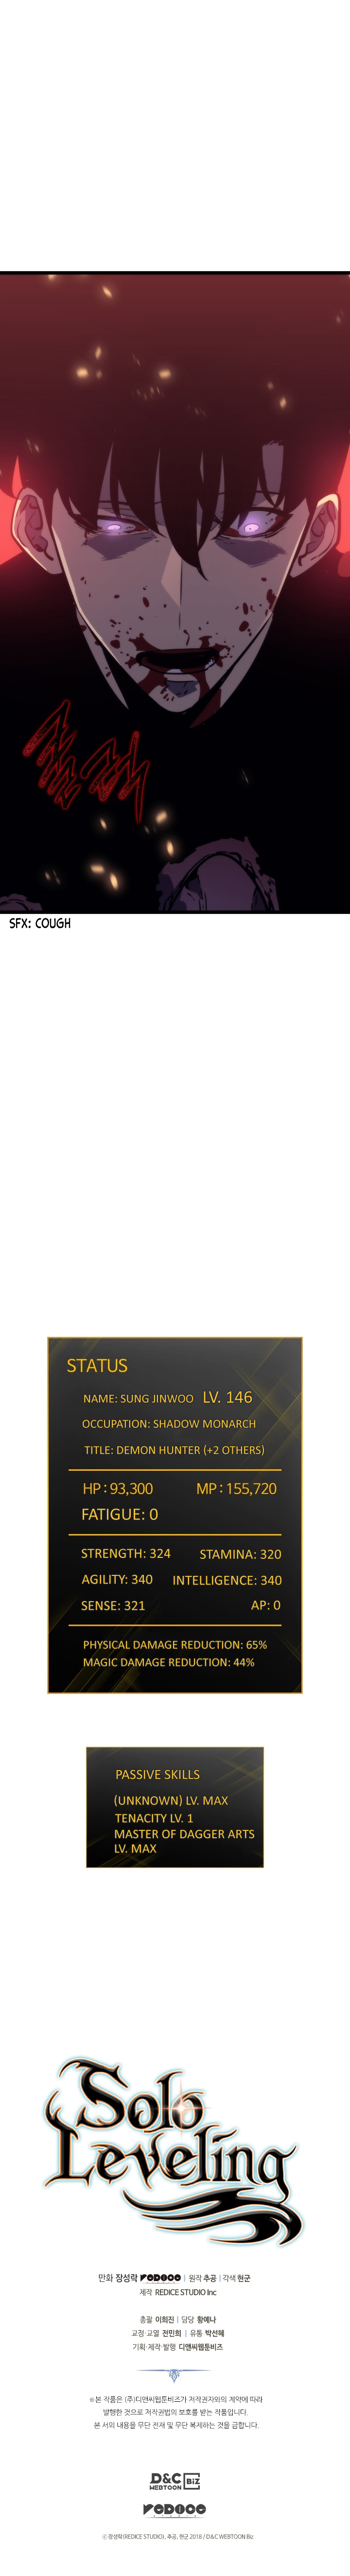 쿨럭
SFX: COUGH
STATUS
NAME: SUNG JINWOO LV. 146
OCCUPATION: SHADOW MONARCH
TITLE: DEMON HUNTER (+2 OTHERS)
HP : 93,300 MP : 155,720
FATIGUE: 0
STRENGTH: 324 STAMINA: 320
AGILITY: 340 INTELLIGENCE: 340
SENSE: 321 AP: 0
PHYSICAL DAMAGE REDUCTION: 65%
MAGIC DAMAGE REDUCTION: 44%
PASSIVE SKILLS
(UNKNOWN) LV. MAX
TENACITY LV. 1
MASTER OF DAGGER ARTS
LV. MAX
Solo
Leveling
만화 장성락 REDICE | 원작 추공 | 각색 현군
제작 REDICE STUDIO Inc
총괄 이희진 | 담당 황예나
교정·교열 전민희 | 유통 박선혜
기획·제작·발행 디앤씨웹툰비즈
※본 작품은 (주)디앤씨웹툰비즈가 저작권자와의 계약에 따라
발행한 것으로 저작권법의 보호를 받는 작품입니다.
본 서의 내용을 무단 전재 및 무단 복제하는 것을 금합니다.
D&C
WEBTOON Biz
REDICE
ⓒ 장성락(REDICE STUDIO), 추공, 현군 2018 / D&C WEBTOON Biz